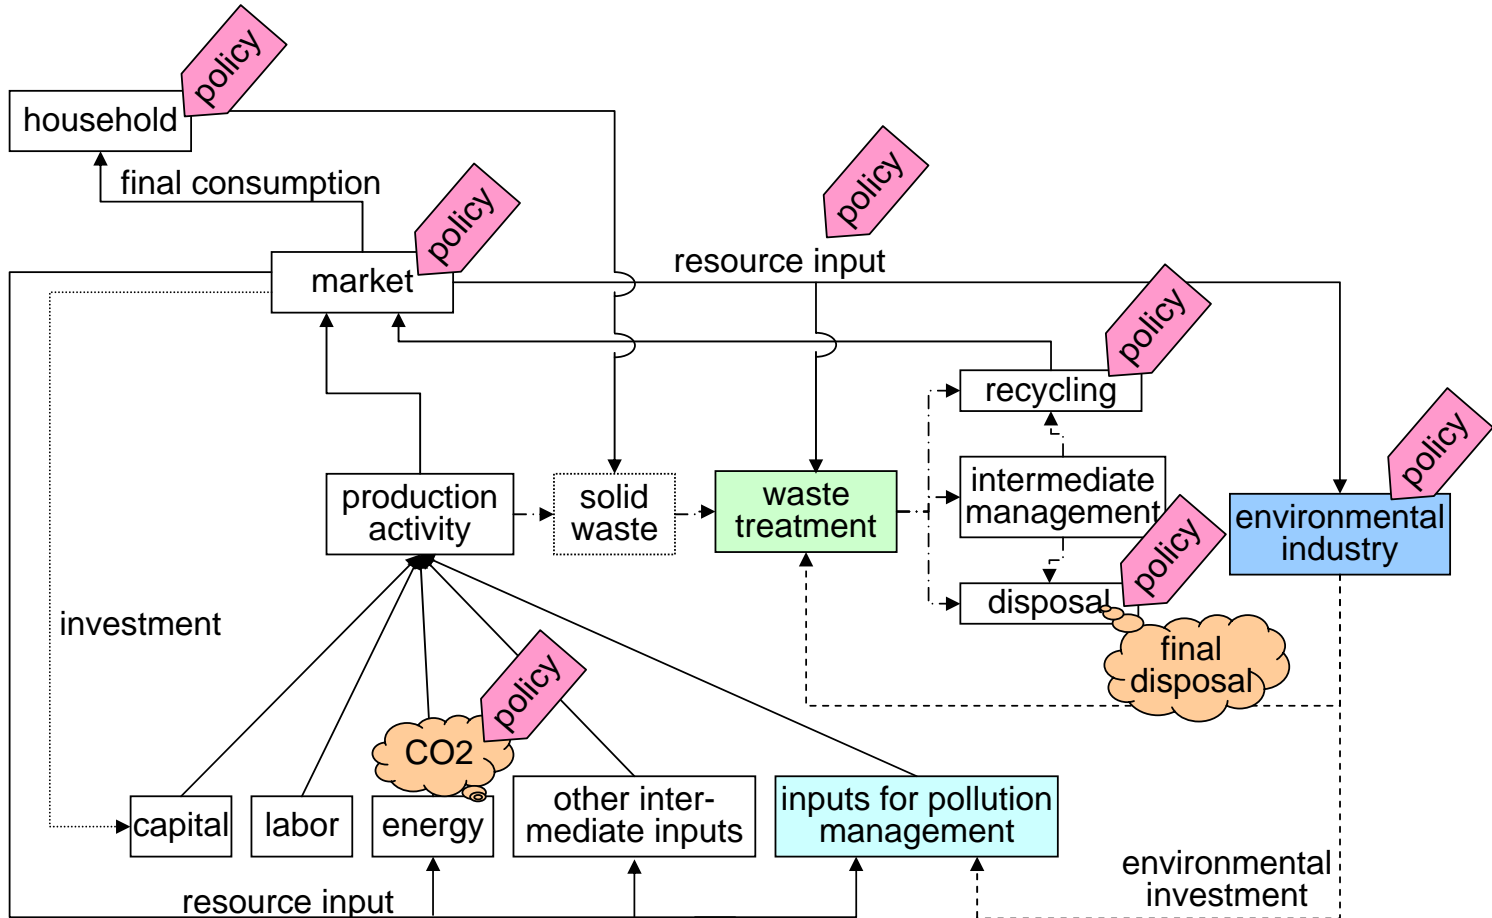 policy
household
final consumption
policy
policy
market
resource input
policy
recycling
policy
production
activity
solid
waste
waste
treatment
intermediate
management
environmental
industry
policy
disposal
investment
final
disposal
policy
CO2
capital
labor
energy
other inter-
mediate inputs
inputs for pollution
management
environmental
investment
resource input